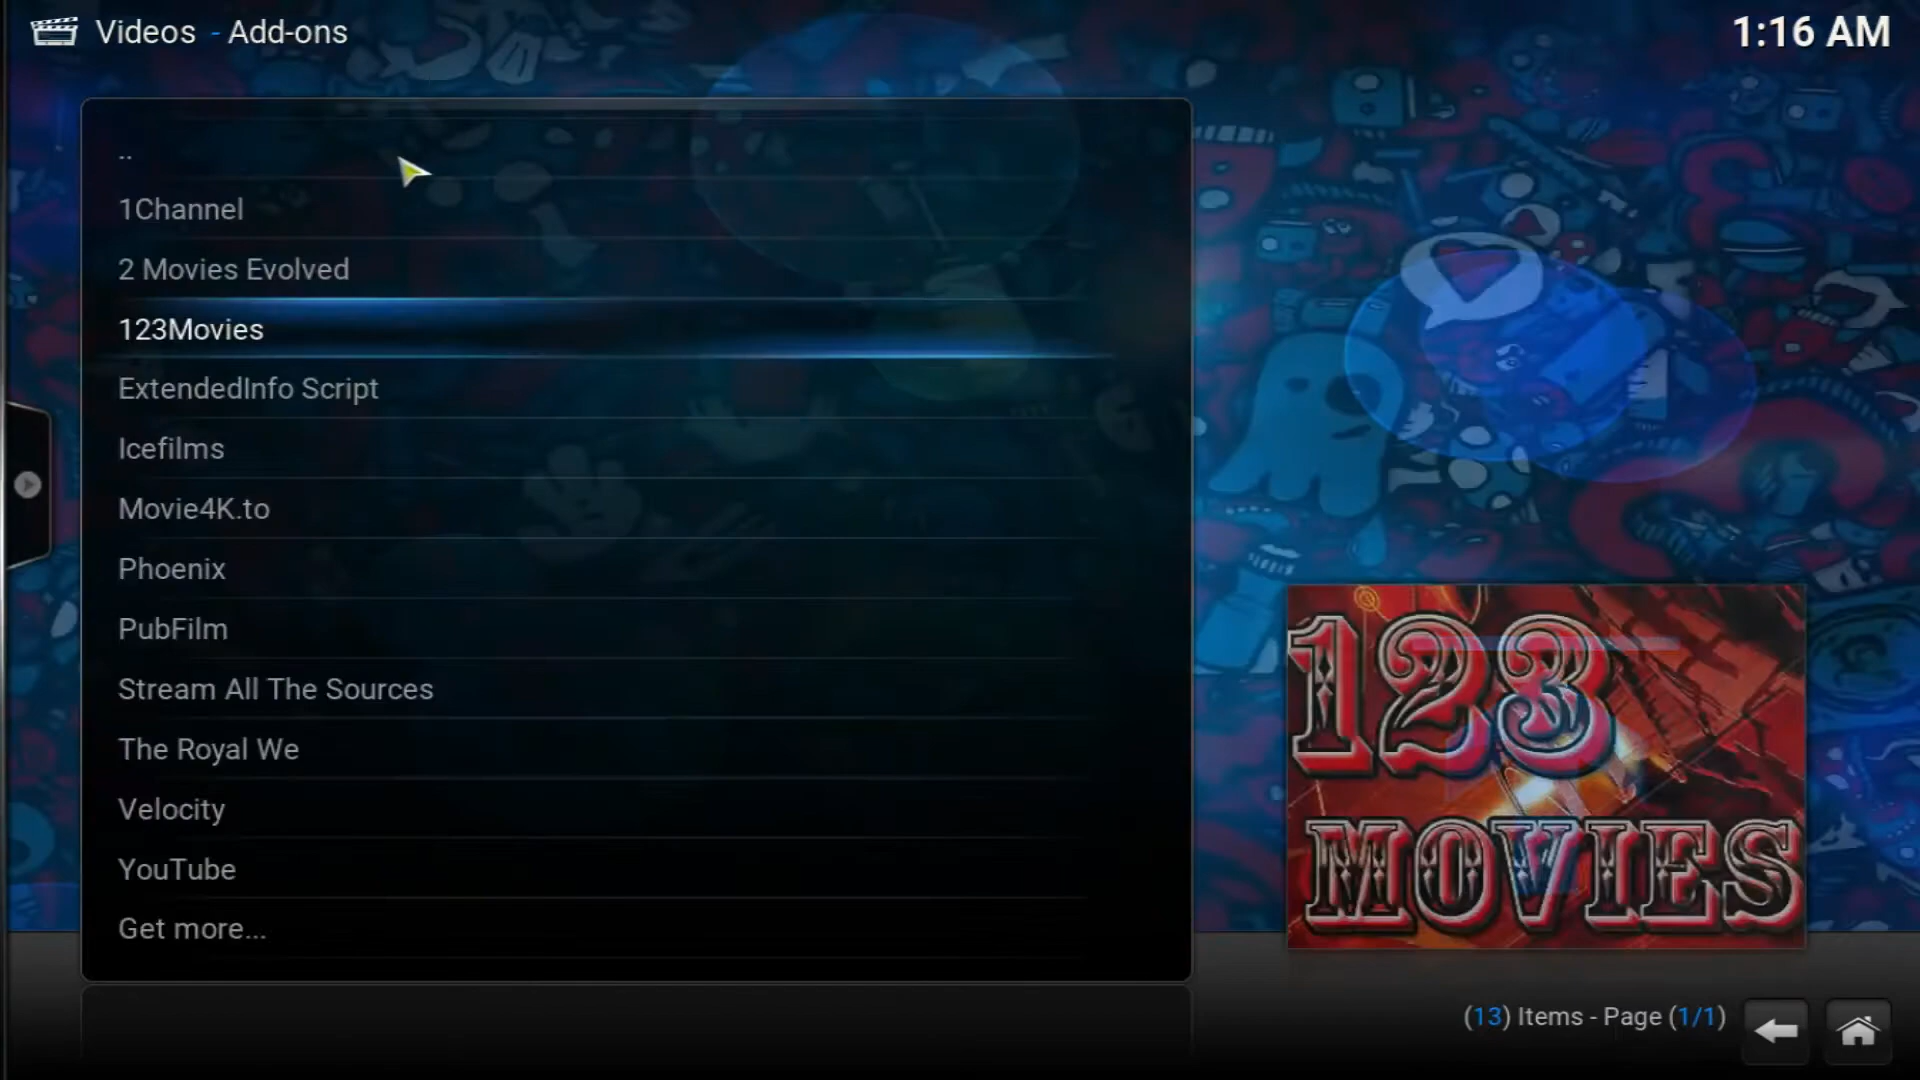 Videos - Add-ons
1:16 AM
..
1Channel
2 Movies Evolved
123Movies
ExtendedInfo Script
Icefilms
Movie4K.to
Phoenix
PubFilm
Stream All The Sources
The Royal We
Velocity
YouTube
Get more...
123
MOVIES
(13) Items - Page (1/1)